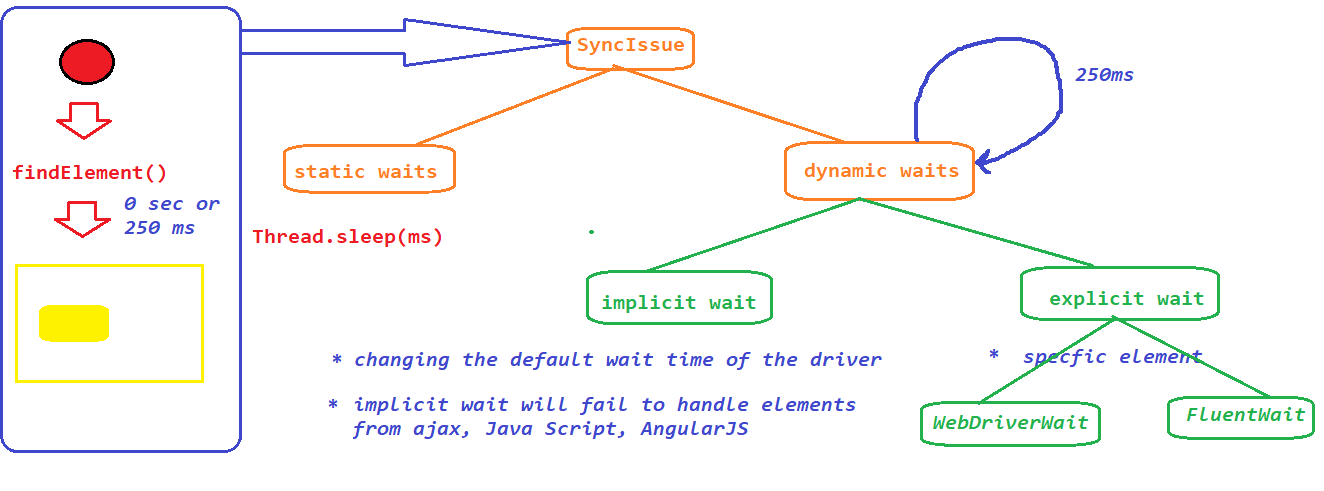 SyncIssue
250ms
findElement()
0 sec or
250 ms
static waits
dynamic waits
Thread.sleep(ms)
implicit wait
explicit wait
* changing the default wait time of the driver
* specfic element
* implicit wait will fail to handle elements
from ajax, Java Script, AngularJS
WebDriverWait
FluentWait